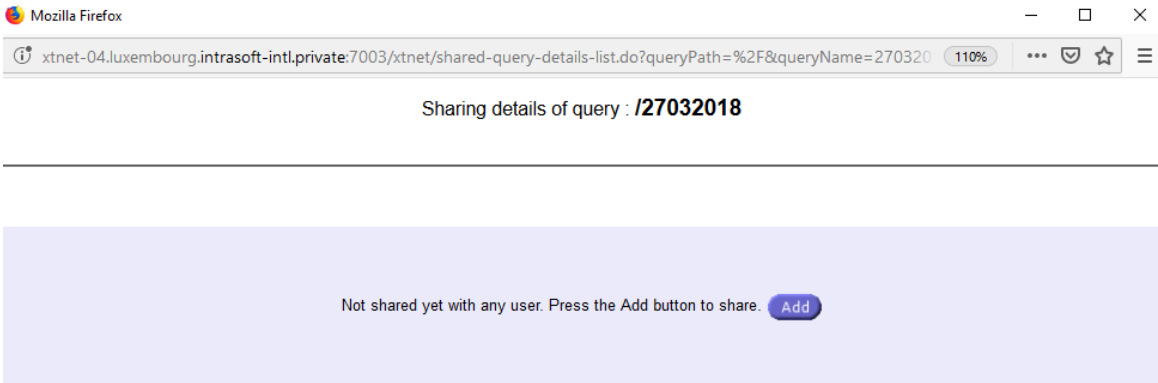 Mozilla Firefox
xtnet-04.luxembourg.intrasoft-intl.private:7003/xtnet/shared-query-details-list.do?queryPath=%2F&queryName=270320 110%
Sharing details of query : /27032018
Not shared yet with any user. Press the Add button to share. Add